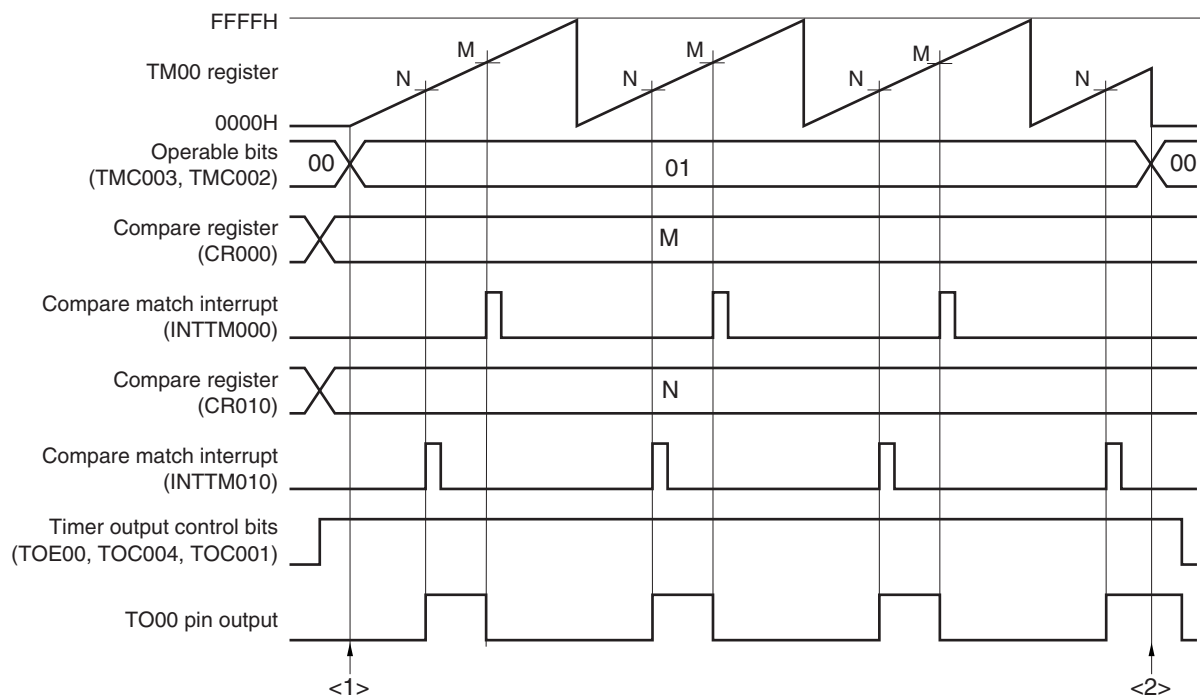 FFFFH
M M M
TM00 register
N N N N
0000H
Operable bits
(TMC003, TMC002)
00 01 00
Compare register
(CR000)
M
Compare match interrupt
(INTTM000)
Compare register
(CR010)
N
Compare match interrupt
(INTTM010)
Timer output control bits
(TOE00, TOC004, TOC001)
TO00 pin output
<1> <2>